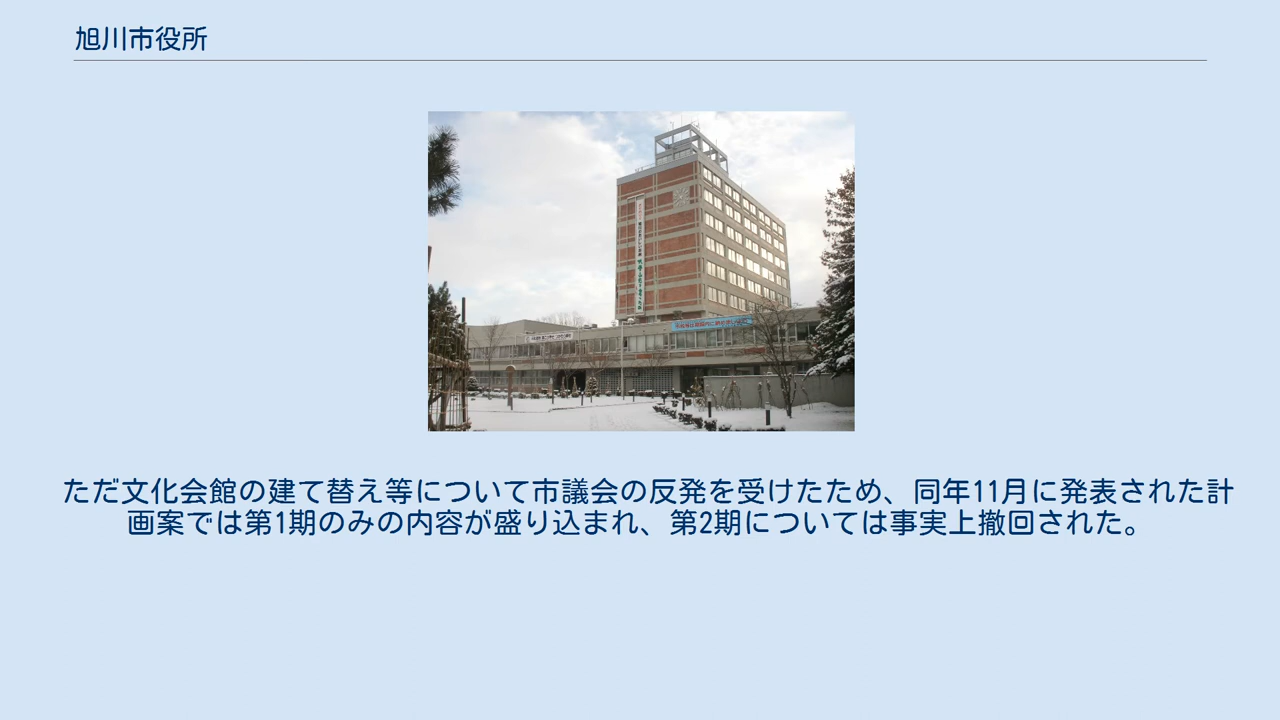 旭川市役所
ただ文化会館の建て替え等について市議会の反発を受けたため、同年11月に発表された計
画案では第1期のみの内容が盛り込まれ、第2期については事実上撤回された。